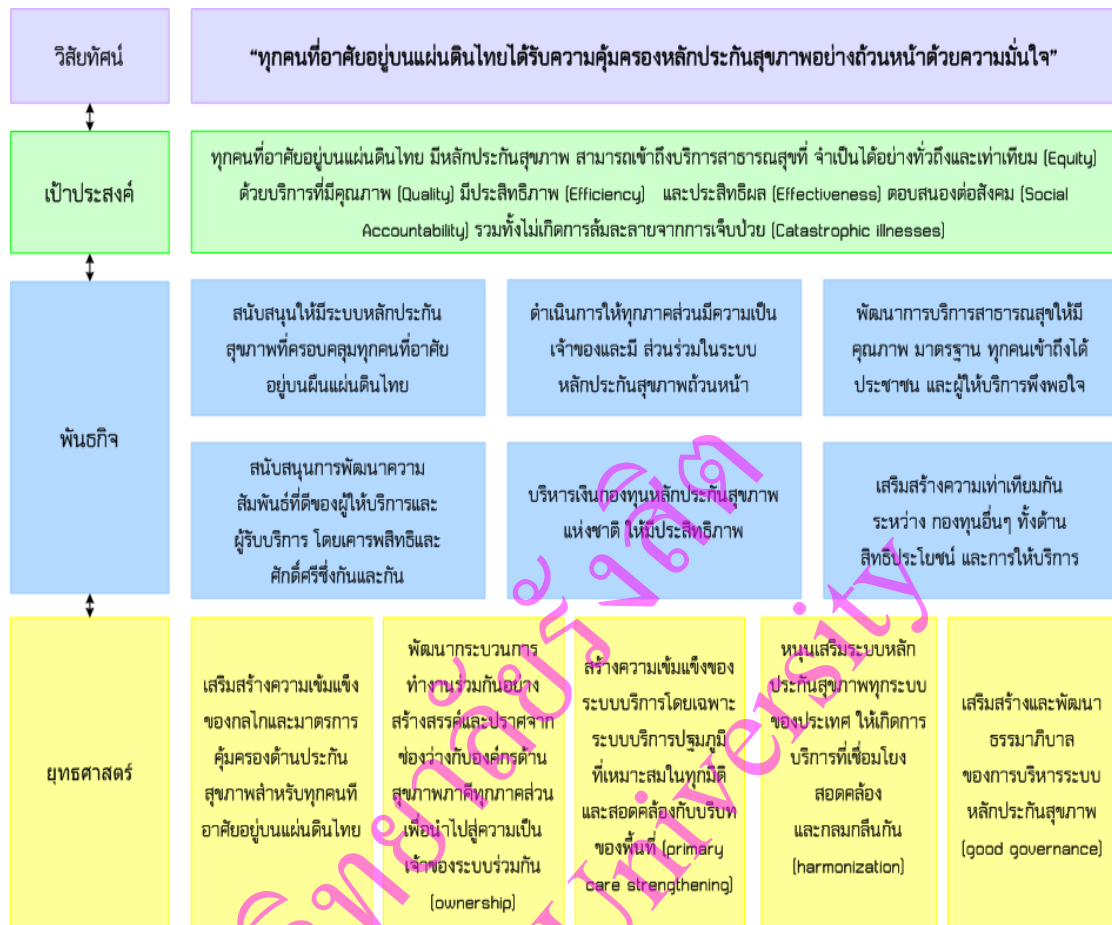 วิสัยทัศน์
“ทุกคนที่อาศัยอยู่บนแผ่นดินไทยได้รับความคุ้มครองหลักประกันสุขภาพอย่างถ้วนหน้าด้วยความมั่นใจ”
เป้าประสงค์
ทุกคนที่อาศัยอยู่บนแผ่นดินไทย มีหลักประกันสุขภาพ สามารถเข้าถึงบริการสาธารณสุขที่ จำเป็นได้อย่างทั่วถึงและเท่าเทียม (Equity)
ด้วยบริการที่มีคุณภาพ (Quality) มีประสิทธิภาพ (Efficiency) และประสิทธิผล (Effectiveness) ตอบสนองต่อสังคม (Social
Accountability) รวมทั้งไม่เกิดการล้มละลายจากการเจ็บป่วย (Catastrophic illnesses)
พันธกิจ
สนับสนุนให้มีระบบหลักประกัน
สุขภาพที่ครอบคลุมทุกคนที่อาศัย
อยู่บนผืนแผ่นดินไทย
ดำเนินการให้ทุกภาคส่วนมีความเป็น
เจ้าของและมี ส่วนร่วมในระบบ
หลักประกันสุขภาพถ้วนหน้า
พัฒนาการบริการสาธารณสุขให้มี
คุณภาพ มาตรฐาน ทุกคนเข้าถึงได้
ประชาชน และผู้ให้บริการพึงพอใจ
สนับสนุนการพัฒนาความ
สัมพันธ์ที่ดีของผู้ให้บริการและ
ผู้รับบริการ โดยเคารพสิทธิและ
ศักดิ์ศรีซึ่งกันและกัน
บริหารเงินกองทุนหลักประกันสุขภาพ
แห่งชาติ ให้มีประสิทธิภาพ
เสริมสร้างความเท่าเทียมกัน
ระหว่าง กองทุนอื่นๆ ทั้งด้าน
สิทธิประโยชน์ และการให้บริการ
ยุทธศาสตร์
เสริมสร้างความเข้มแข็ง
ของกลไกและมาตรการ
คุ้มครองด้านประกัน
สุขภาพสำหรับทุกคนที่
อาศัยอยู่บนแผ่นดินไทย
พัฒนากระบวนการ
ทำงานร่วมกันอย่าง
สร้างสรรค์และปราศจาก
ช่องว่างกับองค์กรด้าน
สุขภาพภาคีทุกภาคส่วน
เพื่อนำไปสู่ความเป็น
เจ้าของระบบร่วมกัน
(ownership)
สร้างความเข้มแข็งของ
ระบบบริการโดยเฉพาะ
ระบบบริการปฐมภูมิ
ที่เหมาะสมในทุกมิติ
และสอดคล้องกับบริบท
ของพื้นที่ (primary
care strengthening)
หนุนเสริมระบบหลัก
ประกันสุขภาพทุกระบบ
ของประเทศ ให้เกิดการ
บริการที่เชื่อมโยง
สอดคล้อง
และกลมกลืนกัน
(harmonization)
เสริมสร้างและพัฒนา
ธรรมาภิบาล
ของการบริหารระบบ
หลักประกันสุขภาพ
(good governance)
University